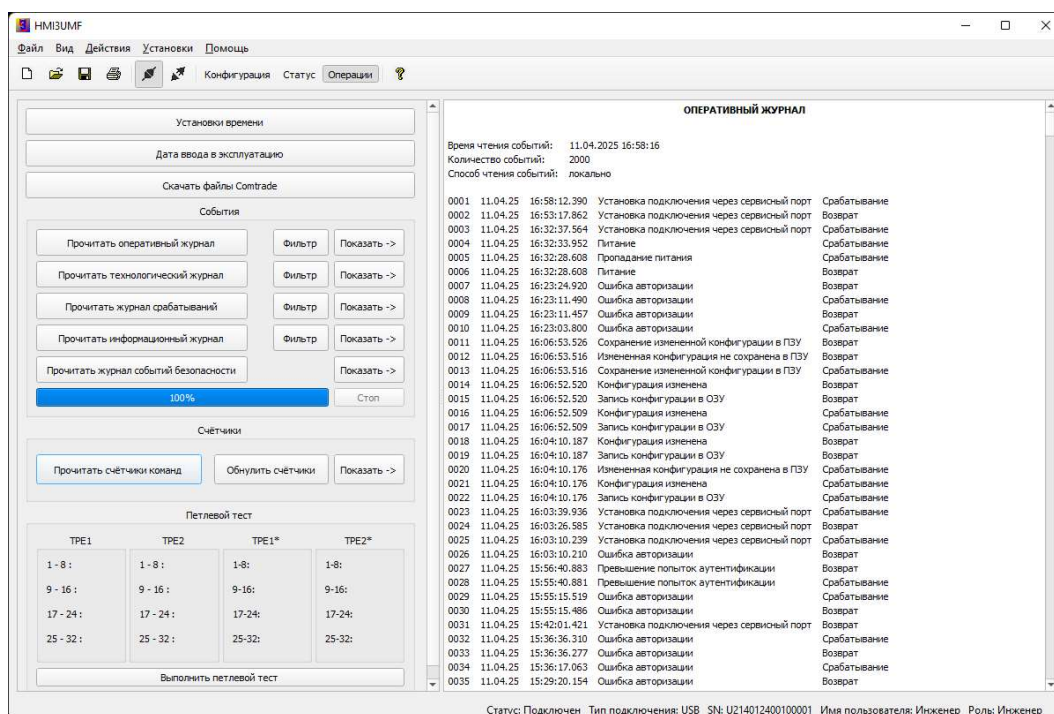 HMI3UMF
Файл Вид Действия Установки Помощь
Конфигурация Статус Операции
Установки времени
Дата ввода в эксплуатацию
Скачать файлы Comtrade
События
Прочитать оперативный журнал Фильтр Показать ->
Прочитать технологический журнал Фильтр Показать ->
Прочитать журнал срабатываний Фильтр Показать ->
Прочитать информационный журнал Фильтр Показать ->
Прочитать журнал событий безопасности Показать ->
100% Стоп
Счётчики
Прочитать счётчики команд Обнулить счётчики Показать ->
Петлевой тест
TPE1 TPE2 TPE1* TPE2*
1 - 8 : 1 - 8 : 1-8: 1-8:
9 - 16 : 9 - 16 : 9-16: 9-16:
17 - 24 : 17 - 24 : 17-24: 17-24:
25 - 32 : 25 - 32 : 25-32: 25-32:
Выполнить петлевой тест
ОПЕРАТИВНЫЙ ЖУРНАЛ
Время чтения событий: 11.04.2025 16:58:16
Количество событий: 2000
Способ чтения событий: локально
0001 11.04.25 16:58:12.390 Установка подключения через сервисный порт Срабатывание
0002 11.04.25 16:53:17.862 Установка подключения через сервисный порт Возврат
0003 11.04.25 16:32:37.564 Установка подключения через сервисный порт Срабатывание
0004 11.04.25 16:32:33.952 Питание Срабатывание
0005 11.04.25 16:32:28.608 Пропадание питания Срабатывание
0006 11.04.25 16:32:28.608 Питание Возврат
0007 11.04.25 16:23:24.920 Ошибка авторизации Возврат
0008 11.04.25 16:23:11.490 Ошибка авторизации Срабатывание
0009 11.04.25 16:23:11.457 Ошибка авторизации Возврат
0010 11.04.25 16:23:03.800 Ошибка авторизации Срабатывание
0011 11.04.25 16:06:53.526 Сохранение измененной конфигурации в ПЗУ Возврат
0012 11.04.25 16:06:53.516 Измененная конфигурация не сохранена в ПЗУ Возврат
0013 11.04.25 16:06:53.516 Сохранение измененной конфигурации в ПЗУ Срабатывание
0014 11.04.25 16:06:52.520 Конфигурация изменена Возврат
0015 11.04.25 16:06:52.520 Запись конфигурации в ОЗУ Возврат
0016 11.04.25 16:06:52.509 Конфигурация изменена Срабатывание
0017 11.04.25 16:06:52.509 Запись конфигурации в ОЗУ Срабатывание
0018 11.04.25 16:04:10.187 Конфигурация изменена Возврат
0019 11.04.25 16:04:10.187 Запись конфигурации в ОЗУ Возврат
0020 11.04.25 16:04:10.176 Измененная конфигурация не сохранена в ПЗУ Срабатывание
0021 11.04.25 16:04:10.176 Конфигурация изменена Срабатывание
0022 11.04.25 16:04:10.176 Запись конфигурации в ОЗУ Срабатывание
0023 11.04.25 16:03:39.936 Установка подключения через сервисный порт Срабатывание
0024 11.04.25 16:03:26.585 Установка подключения через сервисный порт Возврат
0025 11.04.25 16:03:10.239 Установка подключения через сервисный порт Срабатывание
0026 11.04.25 16:03:10.210 Ошибка авторизации Возврат
0027 11.04.25 15:56:40.883 Превышение попыток аутентификации Возврат
0028 11.04.25 15:55:40.881 Превышение попыток аутентификации Срабатывание
0029 11.04.25 15:55:15.519 Ошибка авторизации Срабатывание
0030 11.04.25 15:55:15.486 Ошибка авторизации Возврат
0031 11.04.25 15:42:01.421 Установка подключения через сервисный порт Возврат
0032 11.04.25 15:36:36.310 Ошибка авторизации Срабатывание
0033 11.04.25 15:36:36.277 Ошибка авторизации Возврат
0034 11.04.25 15:36:17.063 Ошибка авторизации Срабатывание
0035 11.04.25 15:29:20.154 Ошибка авторизации Возврат
Статус: Подключен Тип подключения: USB SN: U214012400100001 Имя пользователя: Инженер Роль: Инженер